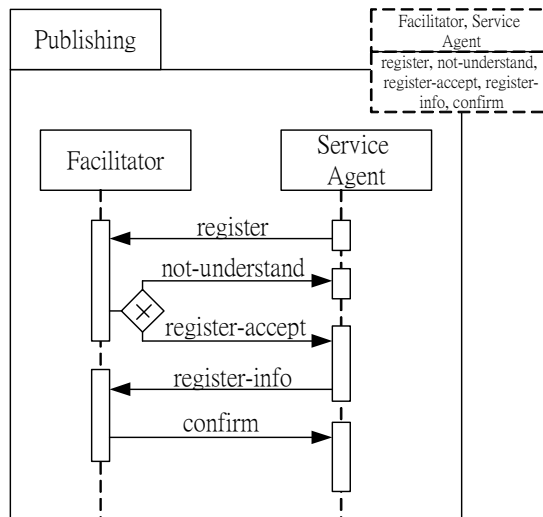 Publishing
Facilitator, Service
Agent
register, not-understand,
register-accept, register-
info, confirm
Facilitator
Service
Agent
register
not-understand
register-accept
register-info
confirm